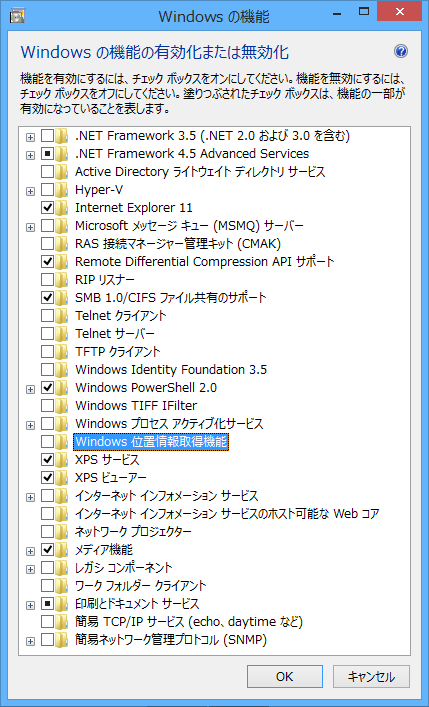 Windows の機能
Windows の機能の有効化または無効化
機能を有効にするには、チェック ボックスをオンにしてください。機能を無効にするには、
チェック ボックスをオフにしてください。塗りつぶされたチェック ボックスは、機能の一部が
有効になっていることを表します。
.NET Framework 3.5 (.NET 2.0 および 3.0 を含む)
.NET Framework 4.5 Advanced Services
Active Directory ライトウェイト ディレクトリ サービス
Hyper-V
Internet Explorer 11
Microsoft メッセージ キュー (MSMQ) サーバー
RAS 接続マネージャー管理キット (CMAK)
Remote Differential Compression API サポート
RIP リスナー
SMB 1.0/CIFS ファイル共有のサポート
Telnet クライアント
Telnet サーバー
TFTP クライアント
Windows Identity Foundation 3.5
Windows PowerShell 2.0
Windows TIFF IFilter
Windows プロセス アクティブ化サービス
Windows 位置情報取得機能
XPS サービス
XPS ビューアー
インターネット インフォメーション サービス
インターネット インフォメーション サービスのホスト可能な Web コア
ネットワーク プロジェクター
メディア機能
レガシ コンポーネント
ワーク フォルダー クライアント
印刷とドキュメント サービス
簡易 TCP/IP サービス (echo、daytime など)
簡易ネットワーク管理プロトコル (SNMP)
OK
キャンセル